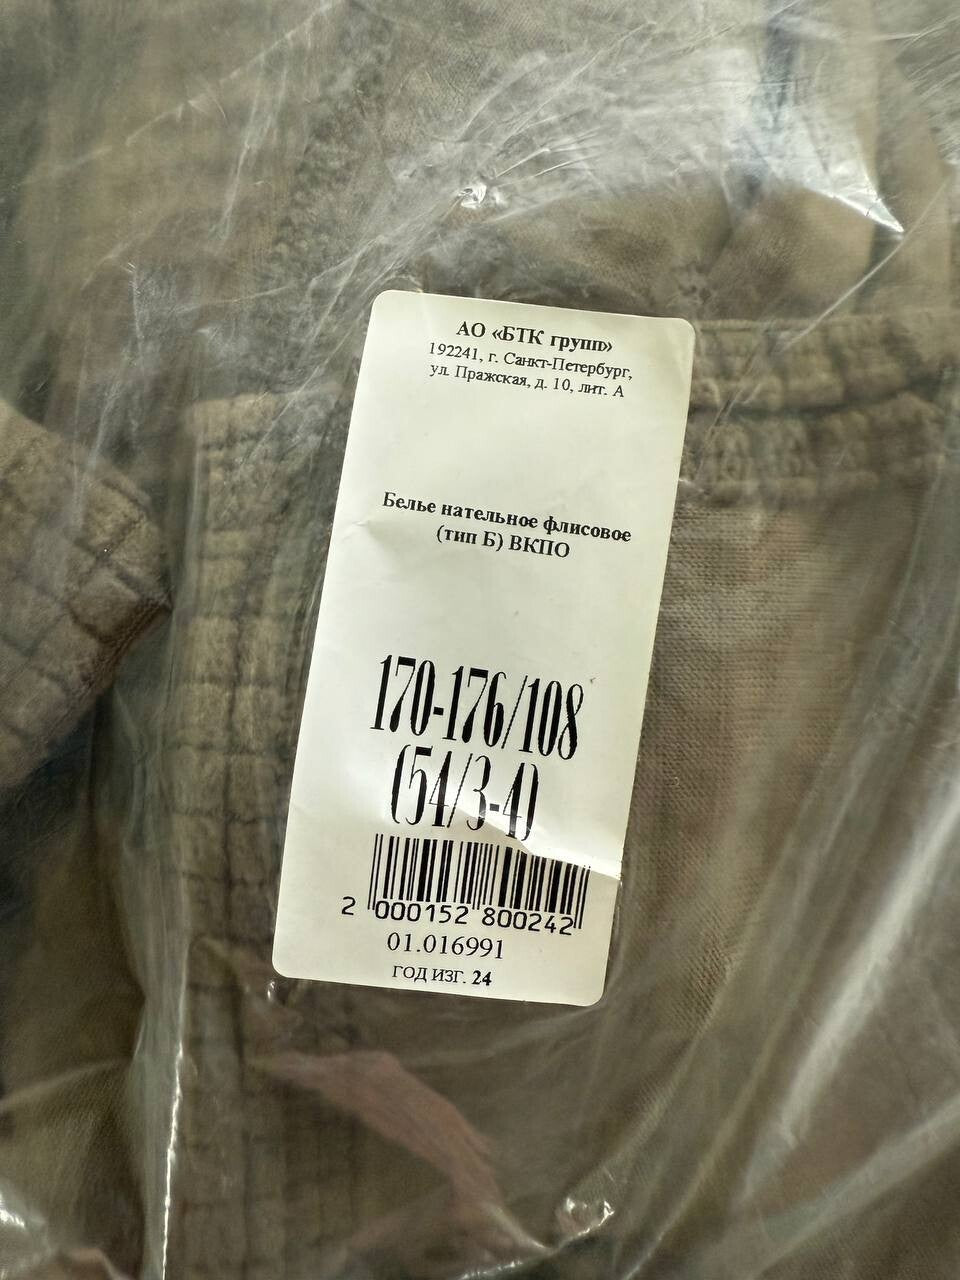 АО «БТК групп»
192241, г. Санкт-Петербург,
ул. Пражская, д. 10, лит. А
Белье нательное флисовое
(тип Б) ВКПО
170-176/108
(54/3-4)
2 000152 800242
01.016991
ГОД ИЗГ. 24